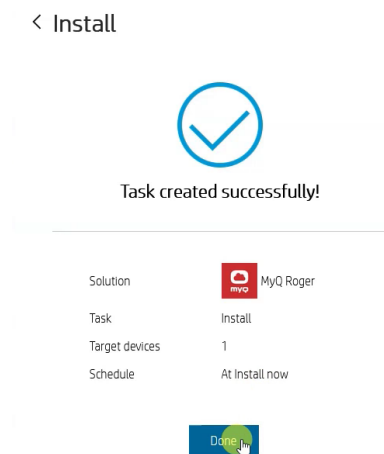 Install
Task created successfully!
Solution myQ MyQ Roger
Task Install
Target devices 1
Schedule At Install now
Done